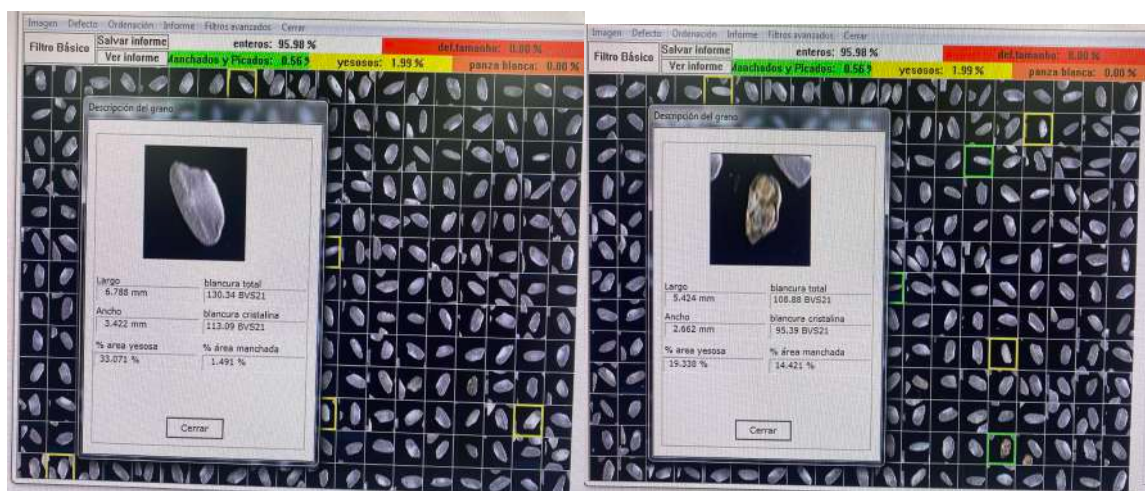 Imagen Defecto Ordenación Informe Filtros avanzados Cerrar
Filtro Básico
Salvar informe
Ver informe
enteros: 95.98 %
def.tamanho: 0.00 %
Manchados y Picados: 0.56 %
yesosos: 1.99 %
panza blanca: 0.00 %
Descripción del grano
Largo
6.788 mm
blancura total
130.34 BVS21
Ancho
3.422 mm
blancura cristalina
113.09 BVS21
% area yesosa
33.071 %
% área manchada
1.491 %
Cerrar
Imagen Defecto Ordenación Informe Filtros avanzados Cerrar
Filtro Básico
Salvar informe
Ver informe
enteros: 95.98 %
def.tamanho: 0.00 %
Manchados y Picados: 0.56 %
yesosos: 1.99 %
panza blanca: 0.00 %
Descripción del grano
Largo
5.424 mm
blancura total
108.88 BVS21
Ancho
2.662 mm
blancura cristalina
95.39 BVS21
% area yesosa
19.338 %
% área manchada
14.421 %
Cerrar